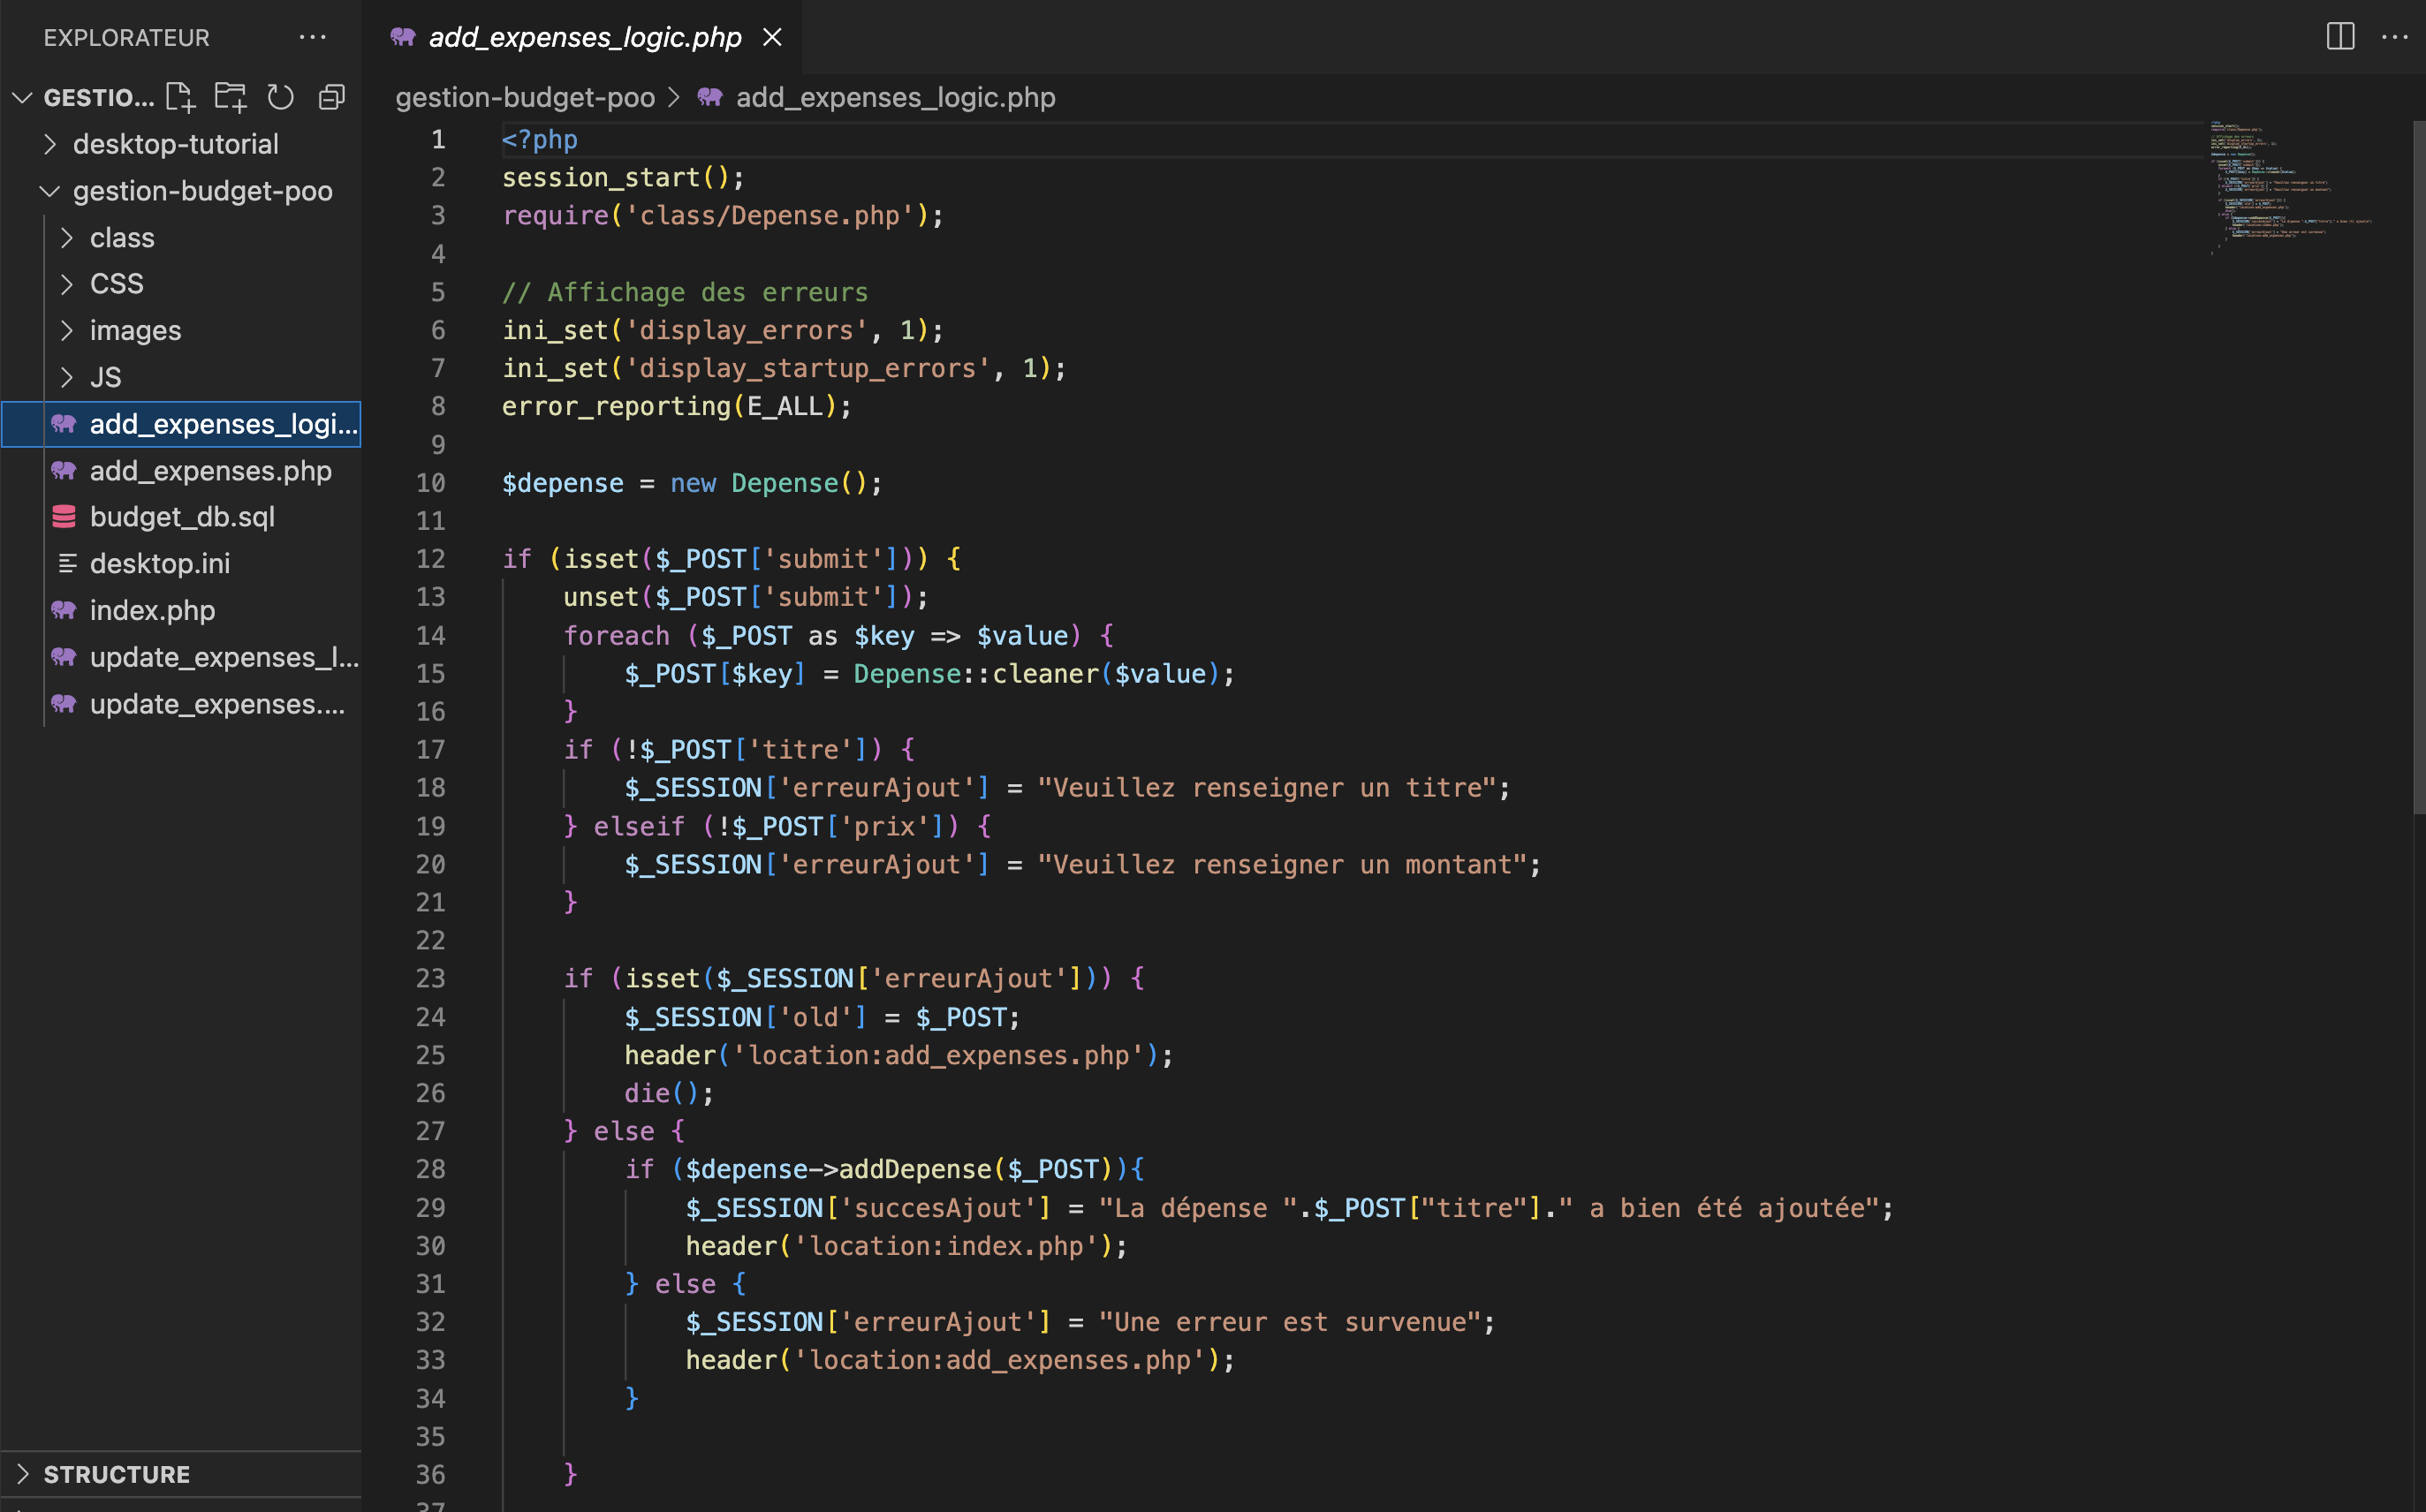 EXPLORATEUR
GESTIO...
desktop-tutorial
gestion-budget-poo
class
CSS
images
JS
add_expenses_logi...
add_expenses.php
budget_db.sql
desktop.ini
index.php
update_expenses_l...
update_expenses....
STRUCTURE
add_expenses_logic.php
gestion-budget-poo > add_expenses_logic.php
1 <?php
2 session_start();
3 require('class/Depense.php');
4
5 // Affichage des erreurs
6 ini_set('display_errors', 1);
7 ini_set('display_startup_errors', 1);
8 error_reporting(E_ALL);
9
10 $depense = new Depense();
11
12 if (isset($_POST['submit'])) {
13 unset($_POST['submit']);
14 foreach ($_POST as $key => $value) {
15 $_POST[$key] = Depense::cleaner($value);
16 }
17 if (!$_POST['titre']) {
18 $_SESSION['erreurAjout'] = "Veuillez renseigner un titre";
19 } elseif (!$_POST['prix']) {
20 $_SESSION['erreurAjout'] = "Veuillez renseigner un montant";
21 }
22
23 if (isset($_SESSION['erreurAjout'])) {
24 $_SESSION['old'] = $_POST;
25 header('location:add_expenses.php');
26 die();
27 } else {
28 if ($depense->addDepense($_POST)){
29 $_SESSION['succesAjout'] = "La dépense ".$_POST["titre"]." a bien été ajoutée";
30 header('location:index.php');
31 } else {
32 $_SESSION['erreurAjout'] = "Une erreur est survenue";
33 header('location:add_expenses.php');
34 }
35
36 }
37